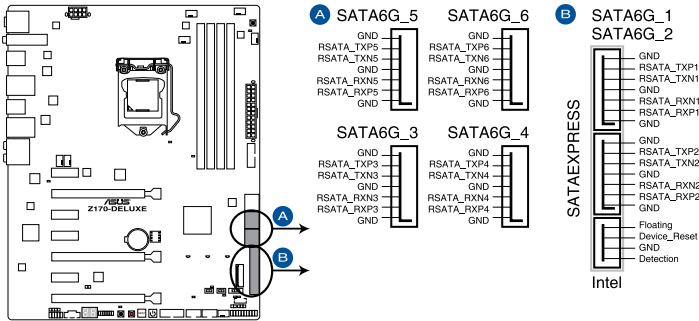 A SATA6G_5
GND
RSATA_TXP5
RSATA_TXN5
GND
RSATA_RXN5
RSATA_RXP5
GND
SATA6G_6
GND
RSATA_TXP6
RSATA_TXN6
GND
RSATA_RXN6
RSATA_RXP6
GND
SATA6G_3
GND
RSATA_TXP3
RSATA_TXN3
GND
RSATA_RXN3
RSATA_RXP3
GND
SATA6G_4
GND
RSATA_TXP4
RSATA_TXN4
GND
RSATA_RXN4
RSATA_RXP4
GND
B SATA6G_1
SATA6G_2
SATAEXPRESS
GND
RSATA_TXP1
RSATA_TXN1
GND
RSATA_RXN1
RSATA_RXP1
GND
GND
RSATA_TXP2
RSATA_TXN2
GND
RSATA_RXN2
RSATA_RXP2
GND
Floating
Device_Reset
GND
Detection
Intel
ASUS
Z170-DELUXE
A
B